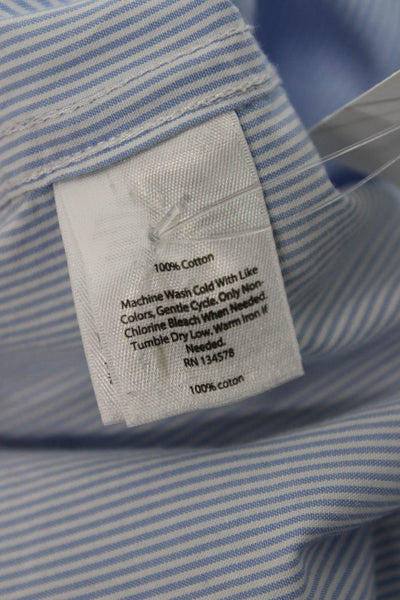 100% Cotton
Machine Wash Cold With Like
Colors, Gentle Cycle. Only Non-
Chlorine Bleach When Needed.
Tumble Dry Low. Warm Iron If
Needed.
RN 134578
100% coton